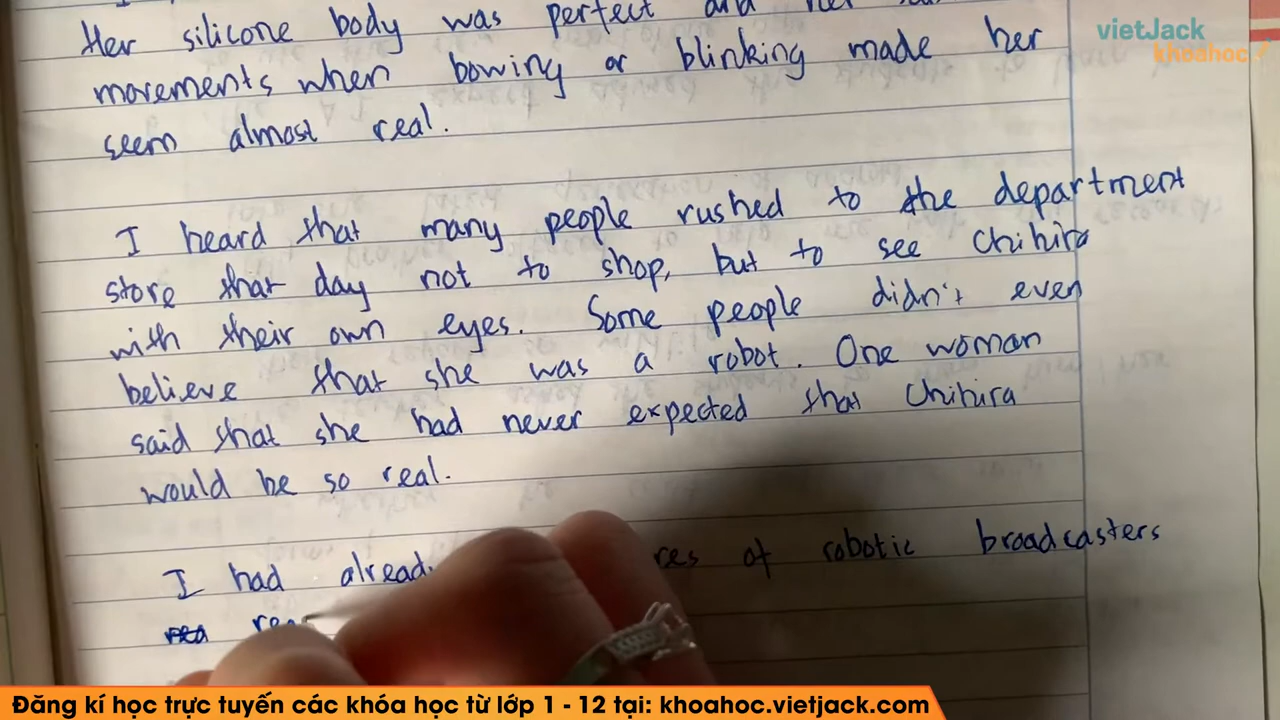 Her silicone body was perfect and her
movements when bowing or blinking made her
seem almost real.
I heard that many people rushed to the department
store that day not to shop, but to see Chihira
with their own eyes. Some people didn't even
believe that she was a robot. One woman
said that she had never expected that Chihira
would be so real.
I had of robotic broadcasters
vietJack
khoahoc
Đăng kí học trực tuyến các khóa học từ lớp 1 - 12 tại: khoahoc.vietjack.com